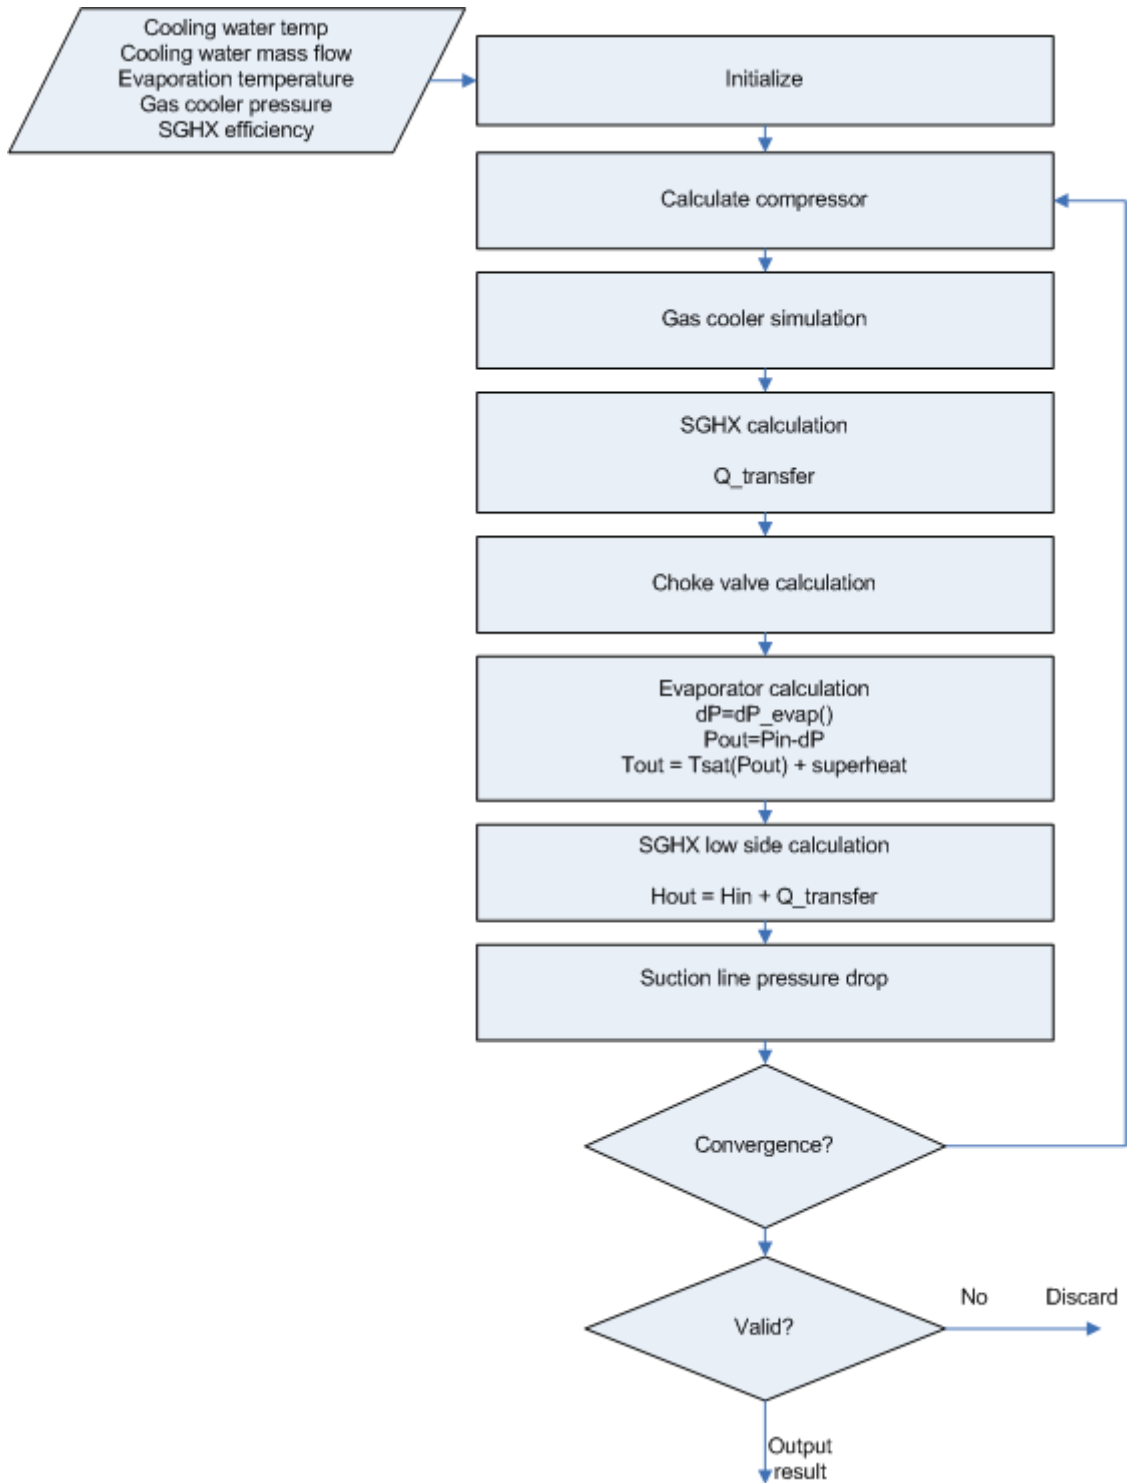 Cooling water temp
Cooling water mass flow
Evaporation temperature
Gas cooler pressure
SGHX efficiency
Initialize
Calculate compressor
Gas cooler simulation
SGHX calculation
Q_transfer
Choke valve calculation
Evaporator calculation
dP=dP_evap()
Pout=Pin-dP
Tout = Tsat(Pout) + superheat
SGHX low side calculation
Hout = Hin + Q_transfer
Suction line pressure drop
Convergence?
Valid?
No
Discard
Output
result